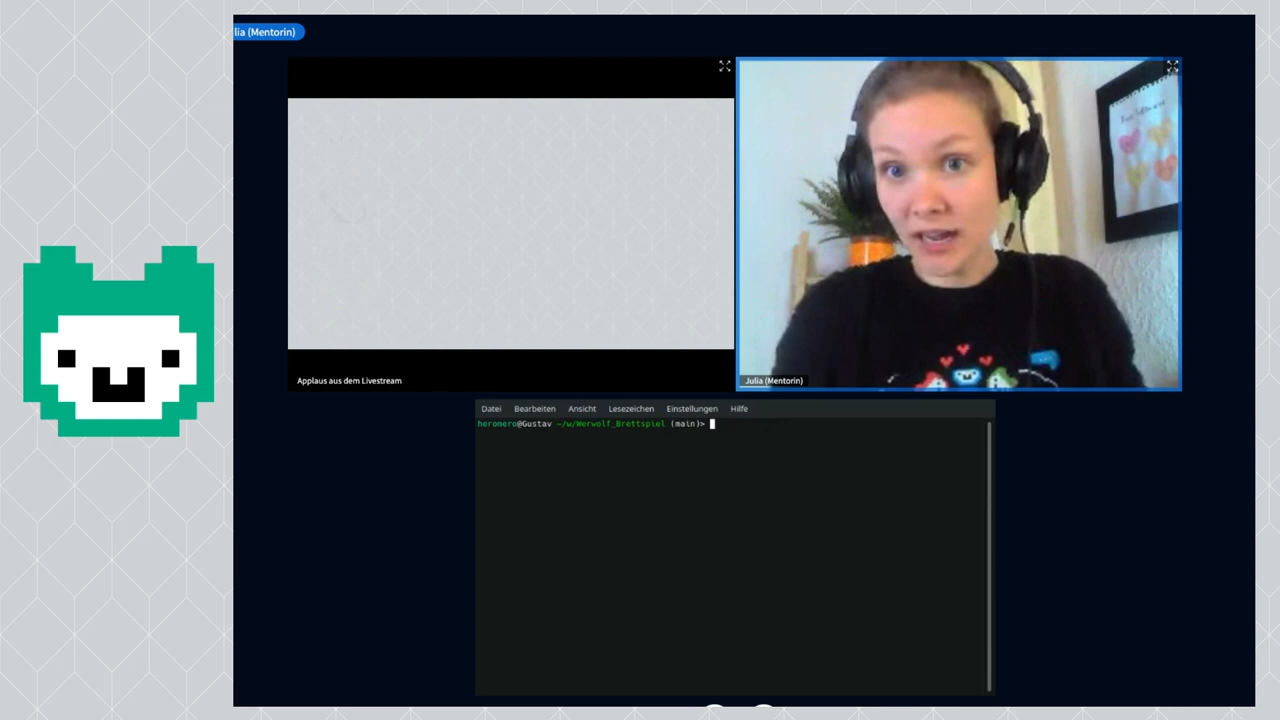 lia (Mentorin)
Applaus aus dem Livestream
Julia (Mentorin)
Datei Bearbeiten Ansicht Lesezeichen Einstellungen Hilfe
heromero@Gustav ~/w/Werwolf_Brettspiel (main)>